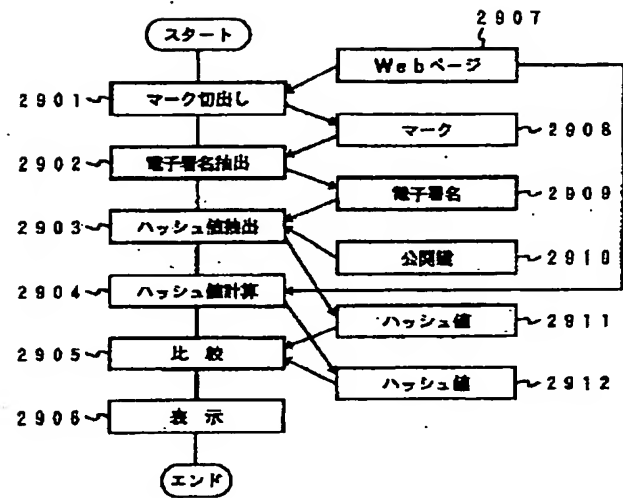 2907
スタート
Webページ
2901
マーク切出し
マーク
2908
2902
電子署名抽出
電子署名
2909
2903
ハッシュ値抽出
公開鍵
2910
2904
ハッシュ値計算
ハッシュ値
2911
2905
比較
ハッシュ値
2912
2906
表示
エンド